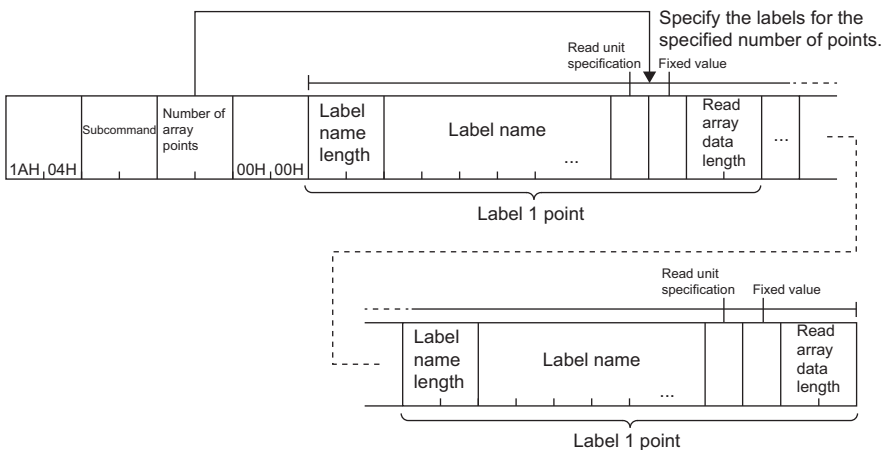 Specify the labels for the
specified number of points.
Read unit
specification
Fixed value
1AH 04H
Subcommand
Number of
array
points
00H 00H
Label
name
length
Label name
...
Read
array
data
length
...
Label 1 point
Read unit
specification
Fixed value
Label
name
length
Label name
...
Read
array
data
length
Label 1 point